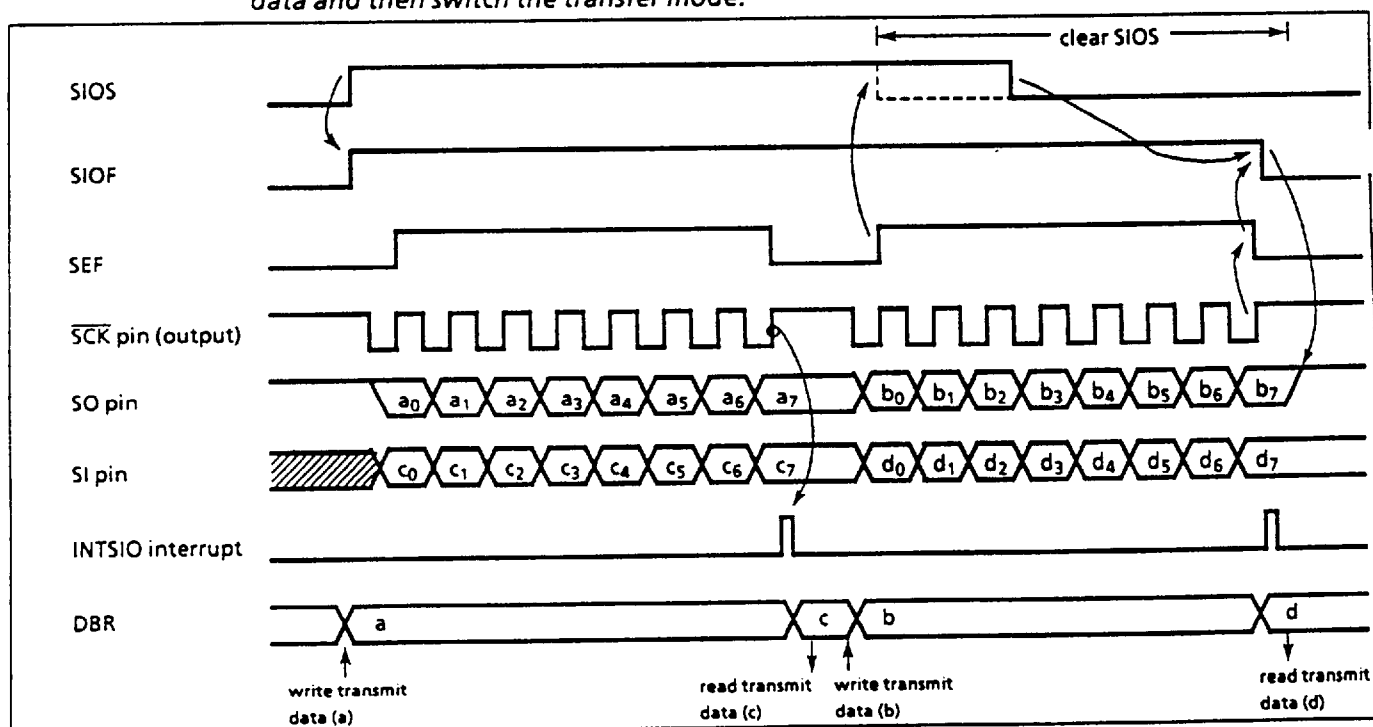 data and then switch the transfer mode.
clear SIOS
SIOS
SIOF
SEF
SCK pin (output)
SO pin
a0 a1 a2 a3 a4 a5 a6 a7 b0 b1 b2 b3 b4 b5 b6 b7
SI pin
c0 c1 c2 c3 c4 c5 c6 c7 d0 d1 d2 d3 d4 d5 d6 d7
INTSIO interrupt
DBR
a c b d
write transmit
data (a)
read transmit
data (c)
write transmit
data (b)
read transmit
data (d)